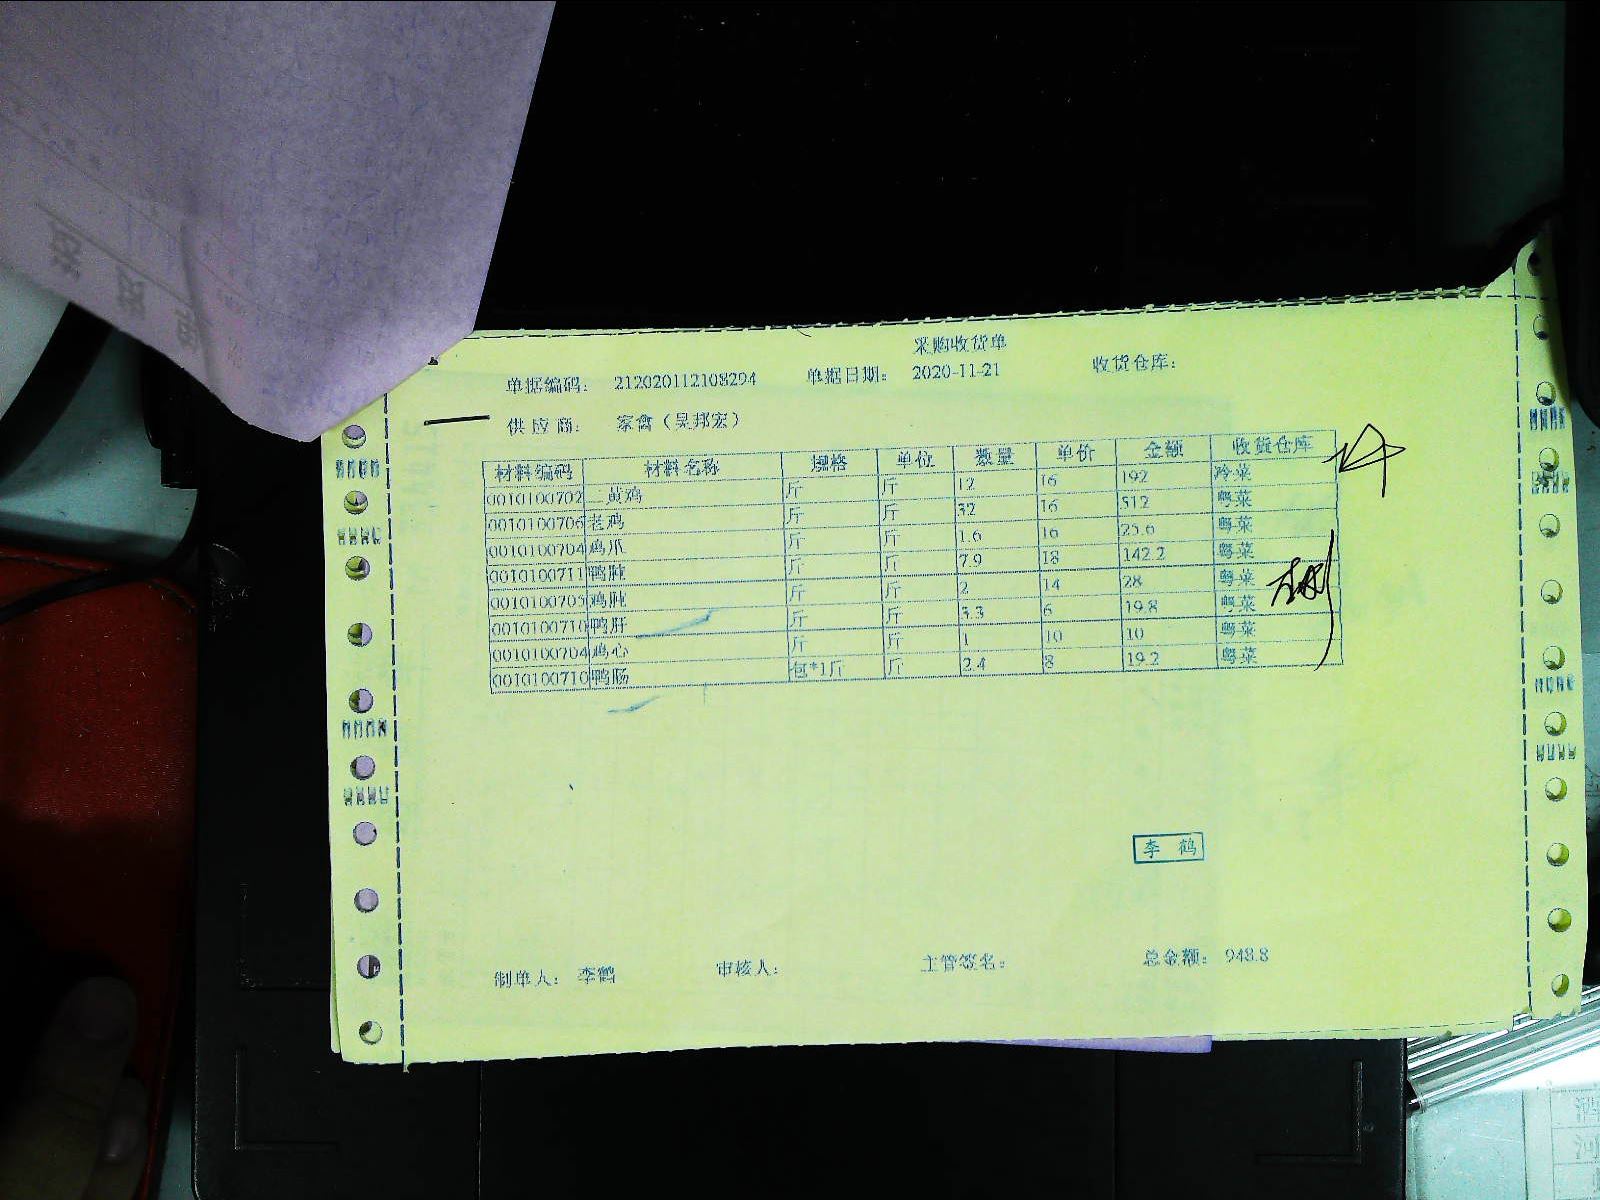 采购收货单
单据编码: 212020112108294 单据日期: 2020-11-21 收货仓库:
供应商: 家禽(吴邦宏)
材料编码 材料名称 规格 单位 数量 单价 金额 收货仓库
0010100702 三黄鸡 斤 斤 12 16 192 冷菜
0010100706 老鸡 斤 斤 32 16 512 粤菜
0010100704 鸡爪 斤 斤 1.6 16 25.6 粤菜
0010100711 鸭肫 斤 斤 7.9 18 142.2 粤菜
0010100705 鸡肫 斤 斤 2 14 28 粤菜
0010100710 鸭肝 斤 斤 3.3 6 19.8 粤菜
0010100704 鸡心 斤 斤 1 10 10 粤菜
0010100710 鸭肠 包*1斤 斤 2.4 8 19.2 粤菜
李鹤
制单人: 李鹤 审核人: 主管签名: 总金额: 948.8